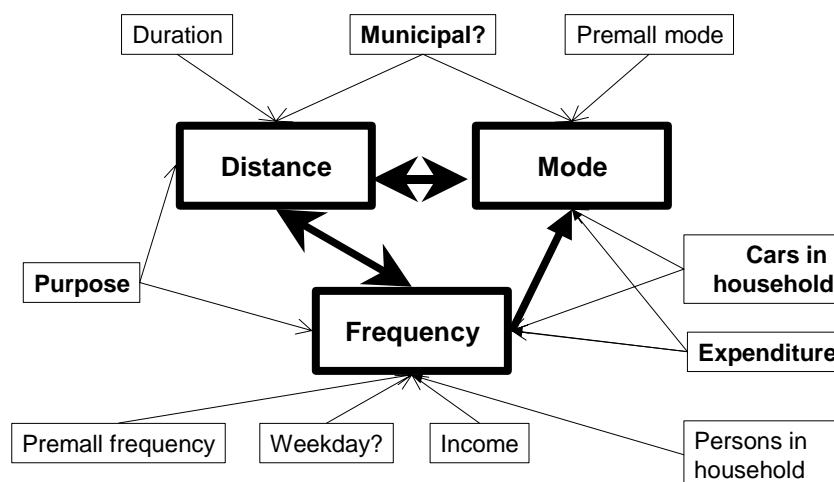 Duration
Municipal?
Premall mode
Distance
Mode
Purpose
Cars in
household
Frequency
Expenditure
Premall frequency
Weekday?
Income
Persons in
household